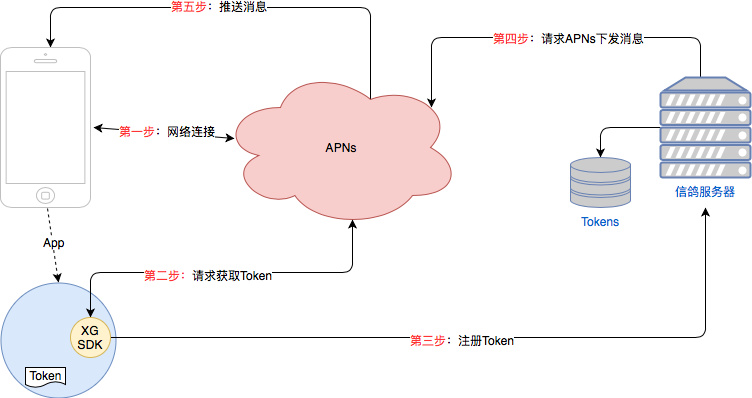 第五步：推送消息
第四步：请求APNs下发消息
第一步：网络连接
APNs
信鸽服务器
Tokens
App
第二步：请求获取Token
XG
SDK
第三步：注册Token
Token